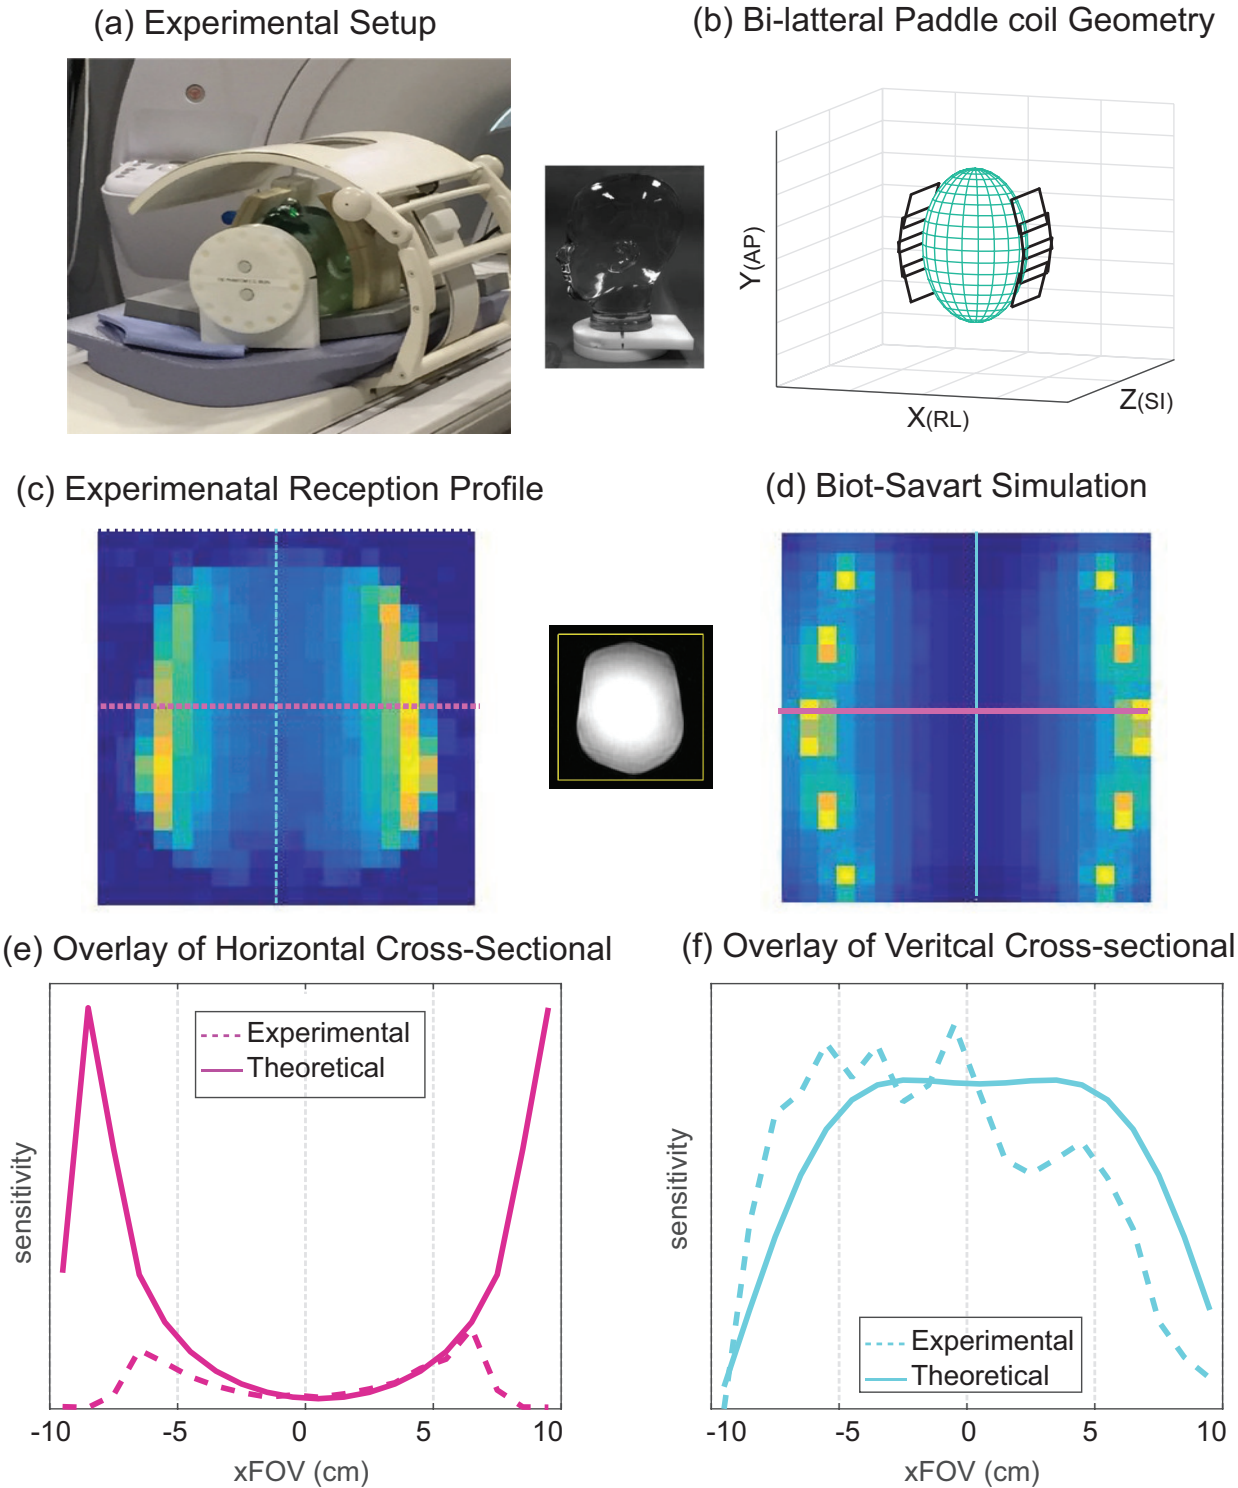 (a) Experimental Setup
(b) Bi-latteral Paddle coil Geometry
Y(AP)
X(RL)
Z(SI)
(c) Experimenatal Reception Profile
(d) Biot-Savart Simulation
(e) Overlay of Horizontal Cross-Sectional
(f) Overlay of Veritcal Cross-sectional
Experimental
Theoretical
sensitivity
-10 -5 0 5 10
xFOV (cm)
Experimental
Theoretical
sensitivity
-10 -5 0 5 10
xFOV (cm)